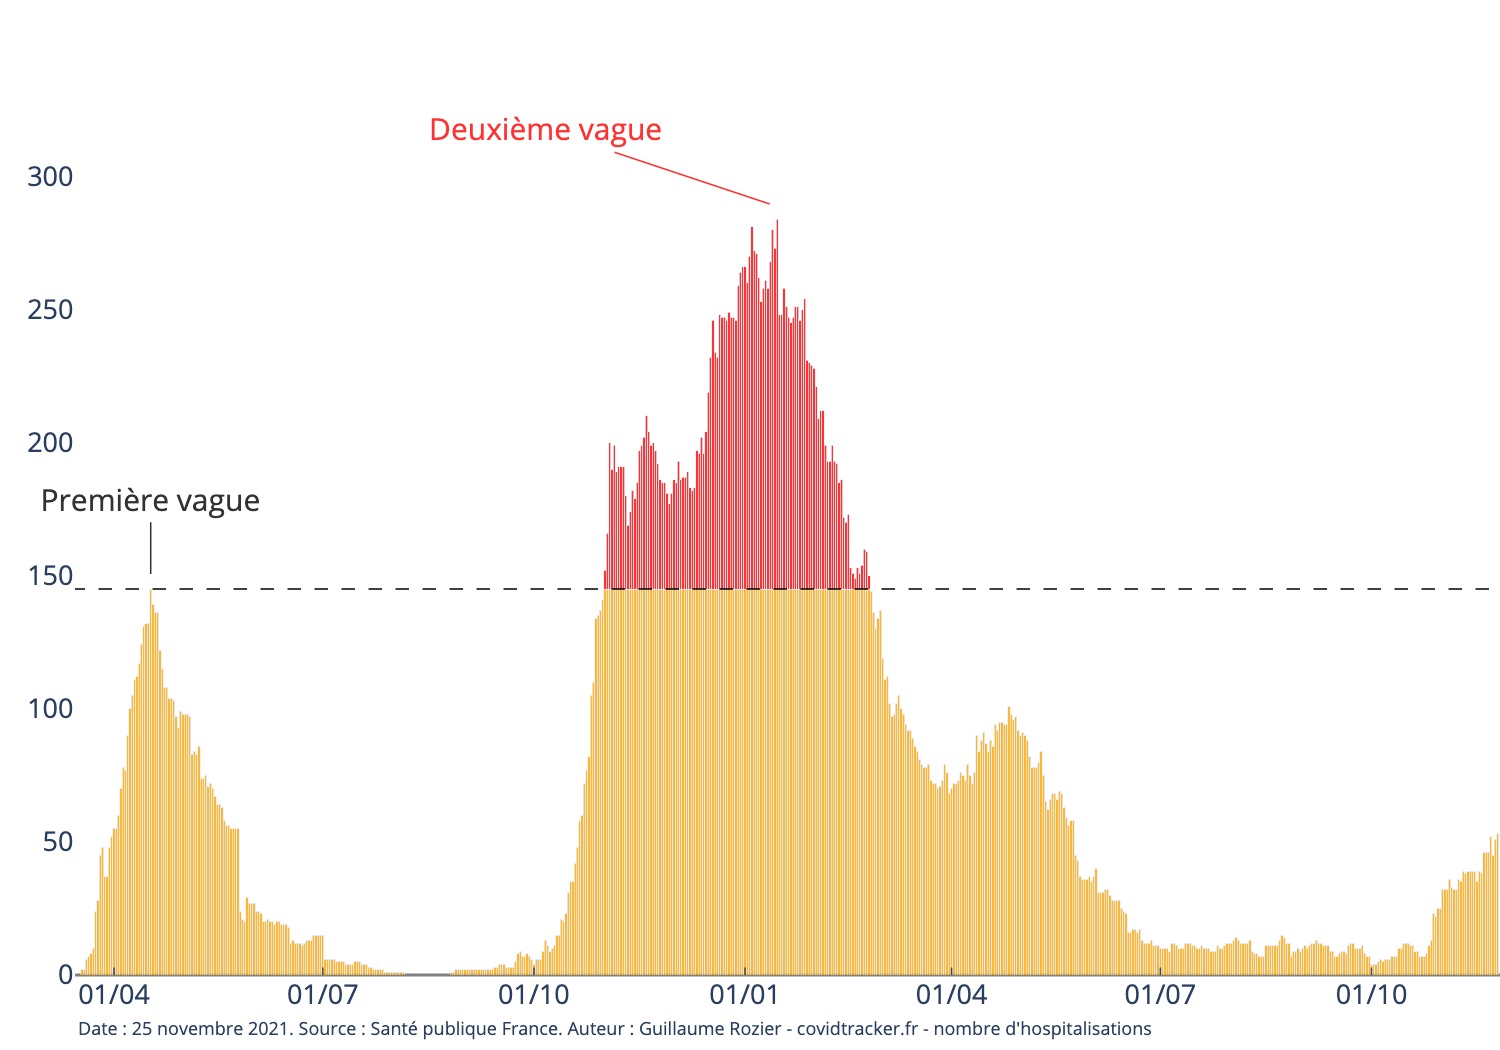 Deuxième vague
300
250
200
Première vague
150
100
50
0
01/04 01/07 01/10 01/01 01/04 01/07 01/10
Date : 25 novembre 2021. Source : Santé publique France. Auteur : Guillaume Rozier - covidtracker.fr - nombre d'hospitalisations